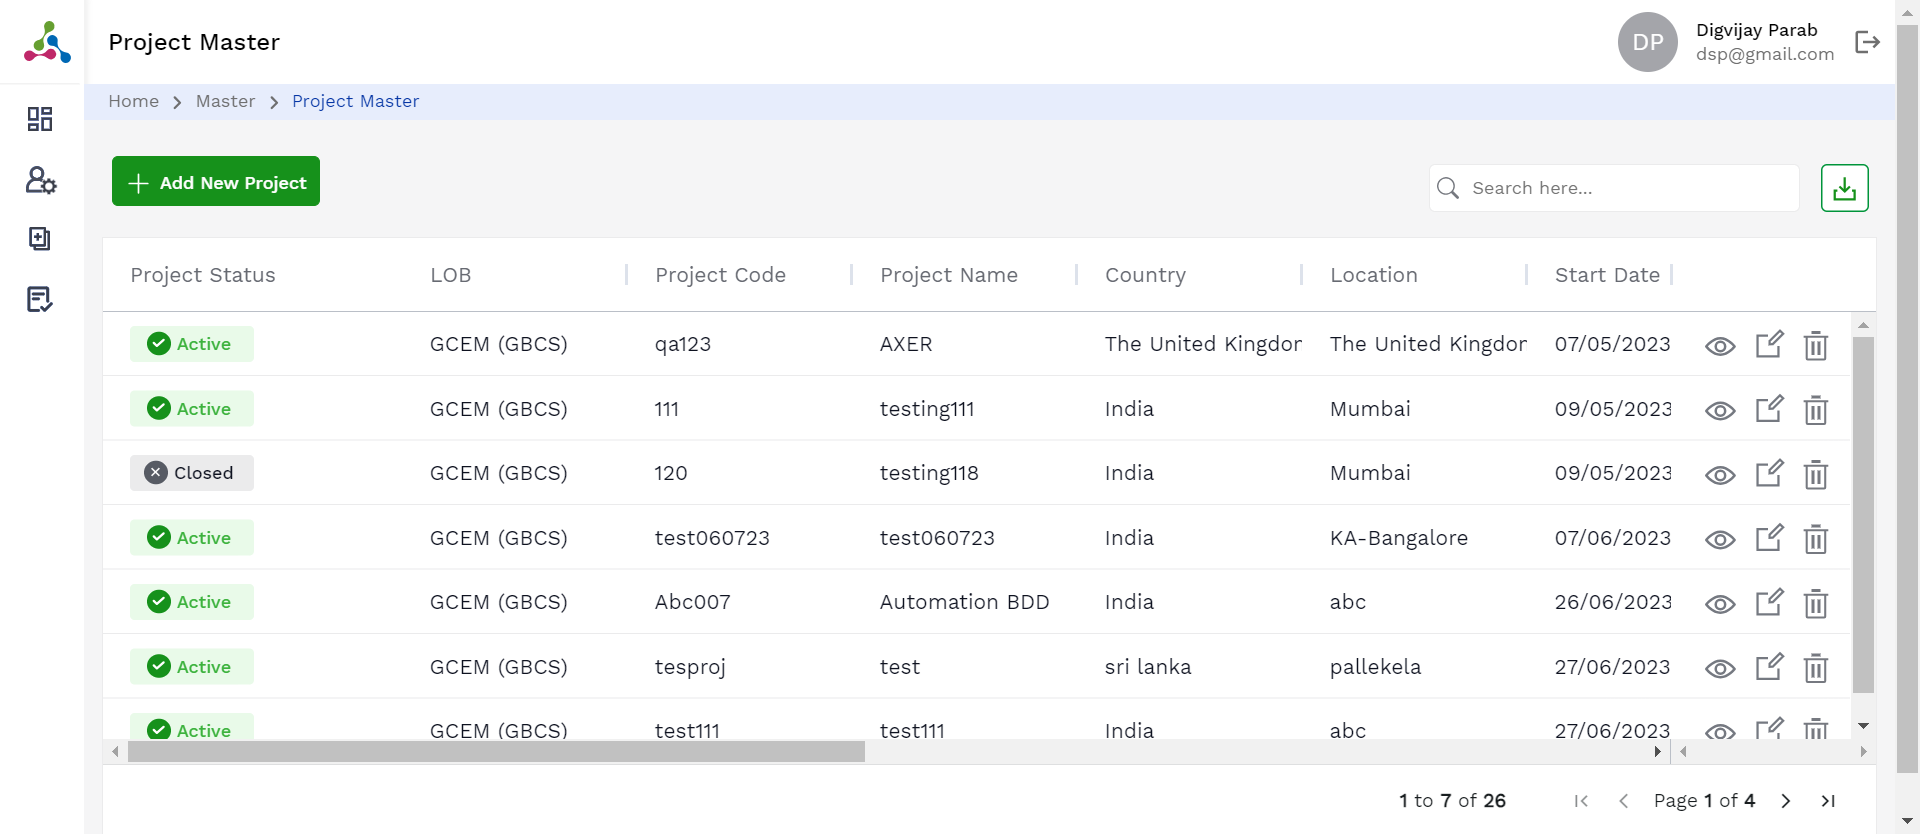 Project Master
DP
Digvijay Parab
dsp@gmail.com
Home Master Project Master
Add New Project
Search here...
Project Status LOB Project Code Project Name Country Location Start Date
Active GCEM (GBCS) qa123 AXER The United Kingdor The United Kingdor 07/05/2023
Active GCEM (GBCS) 111 testing111 India Mumbai 09/05/2023
Closed GCEM (GBCS) 120 testing118 India Mumbai 09/05/2023
Active GCEM (GBCS) test060723 test060723 India KA-Bangalore 07/06/2023
Active GCEM (GBCS) Abc007 Automation BDD India abc 26/06/2023
Active GCEM (GBCS) tesproj test sri lanka pallekela 27/06/2023
Active GCEM (GBCS) test111 test111 India abc 27/06/2023
1 to 7 of 26 Page 1 of 4